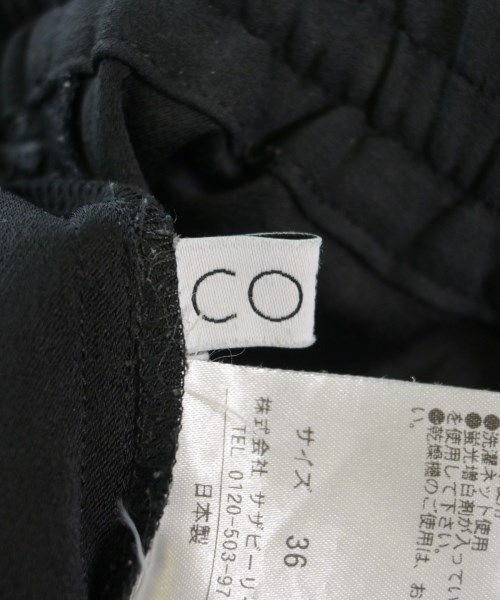 CO
サイズ 36
株式会社 サザビーリ
TEL 0120-503-97
日本製
●洗濯ネット使用
●蛍光増白剤が入ってい
を使用して下さい。
●乾燥機のご使用は、お
い。